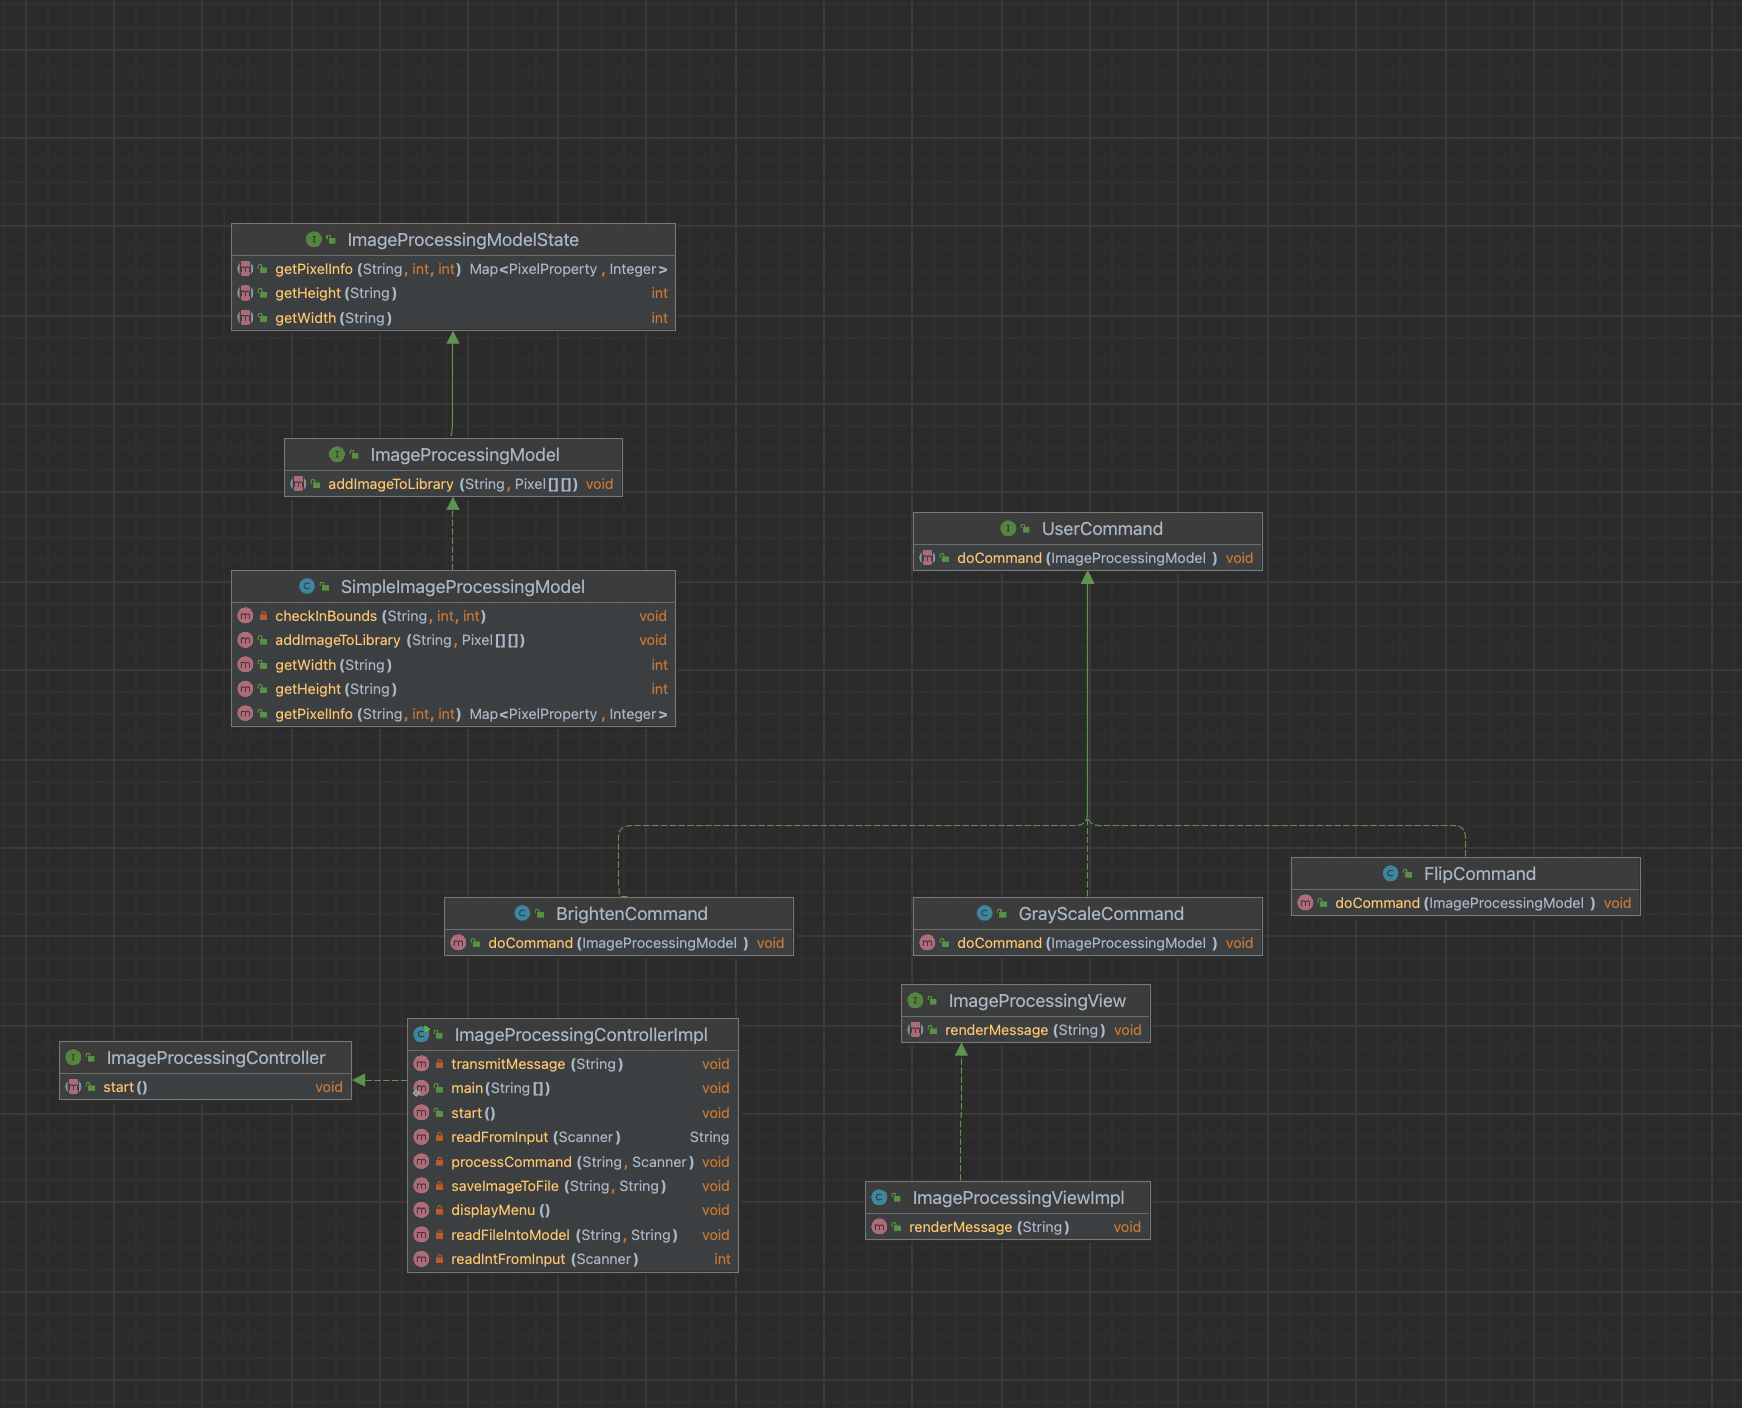 ImageProcessingModelState
getPixelInfo (String, int, int) Map<PixelProperty, Integer>
getHeight (String) int
getWidth (String) int
ImageProcessingModel
addImageToLibrary (String, Pixel[][]) void
SimpleImageProcessingModel
checkInBounds (String, int, int) void
addImageToLibrary (String, Pixel[][]) void
getWidth (String) int
getHeight (String) int
getPixelInfo (String, int, int) Map<PixelProperty, Integer>
UserCommand
doCommand (ImageProcessingModel) void
BrightenCommand
doCommand (ImageProcessingModel) void
GrayScaleCommand
doCommand (ImageProcessingModel) void
FlipCommand
doCommand (ImageProcessingModel) void
ImageProcessingController
start () void
ImageProcessingControllerImpl
transmitMessage (String) void
main (String[]) void
start () void
readFromInput (Scanner) String
processCommand (String, Scanner) void
saveImageToFile (String, String) void
displayMenu () void
readFileIntoModel (String, String) void
readIntFromInput (Scanner) int
ImageProcessingView
renderMessage (String) void
ImageProcessingViewImpl
renderMessage (String) void